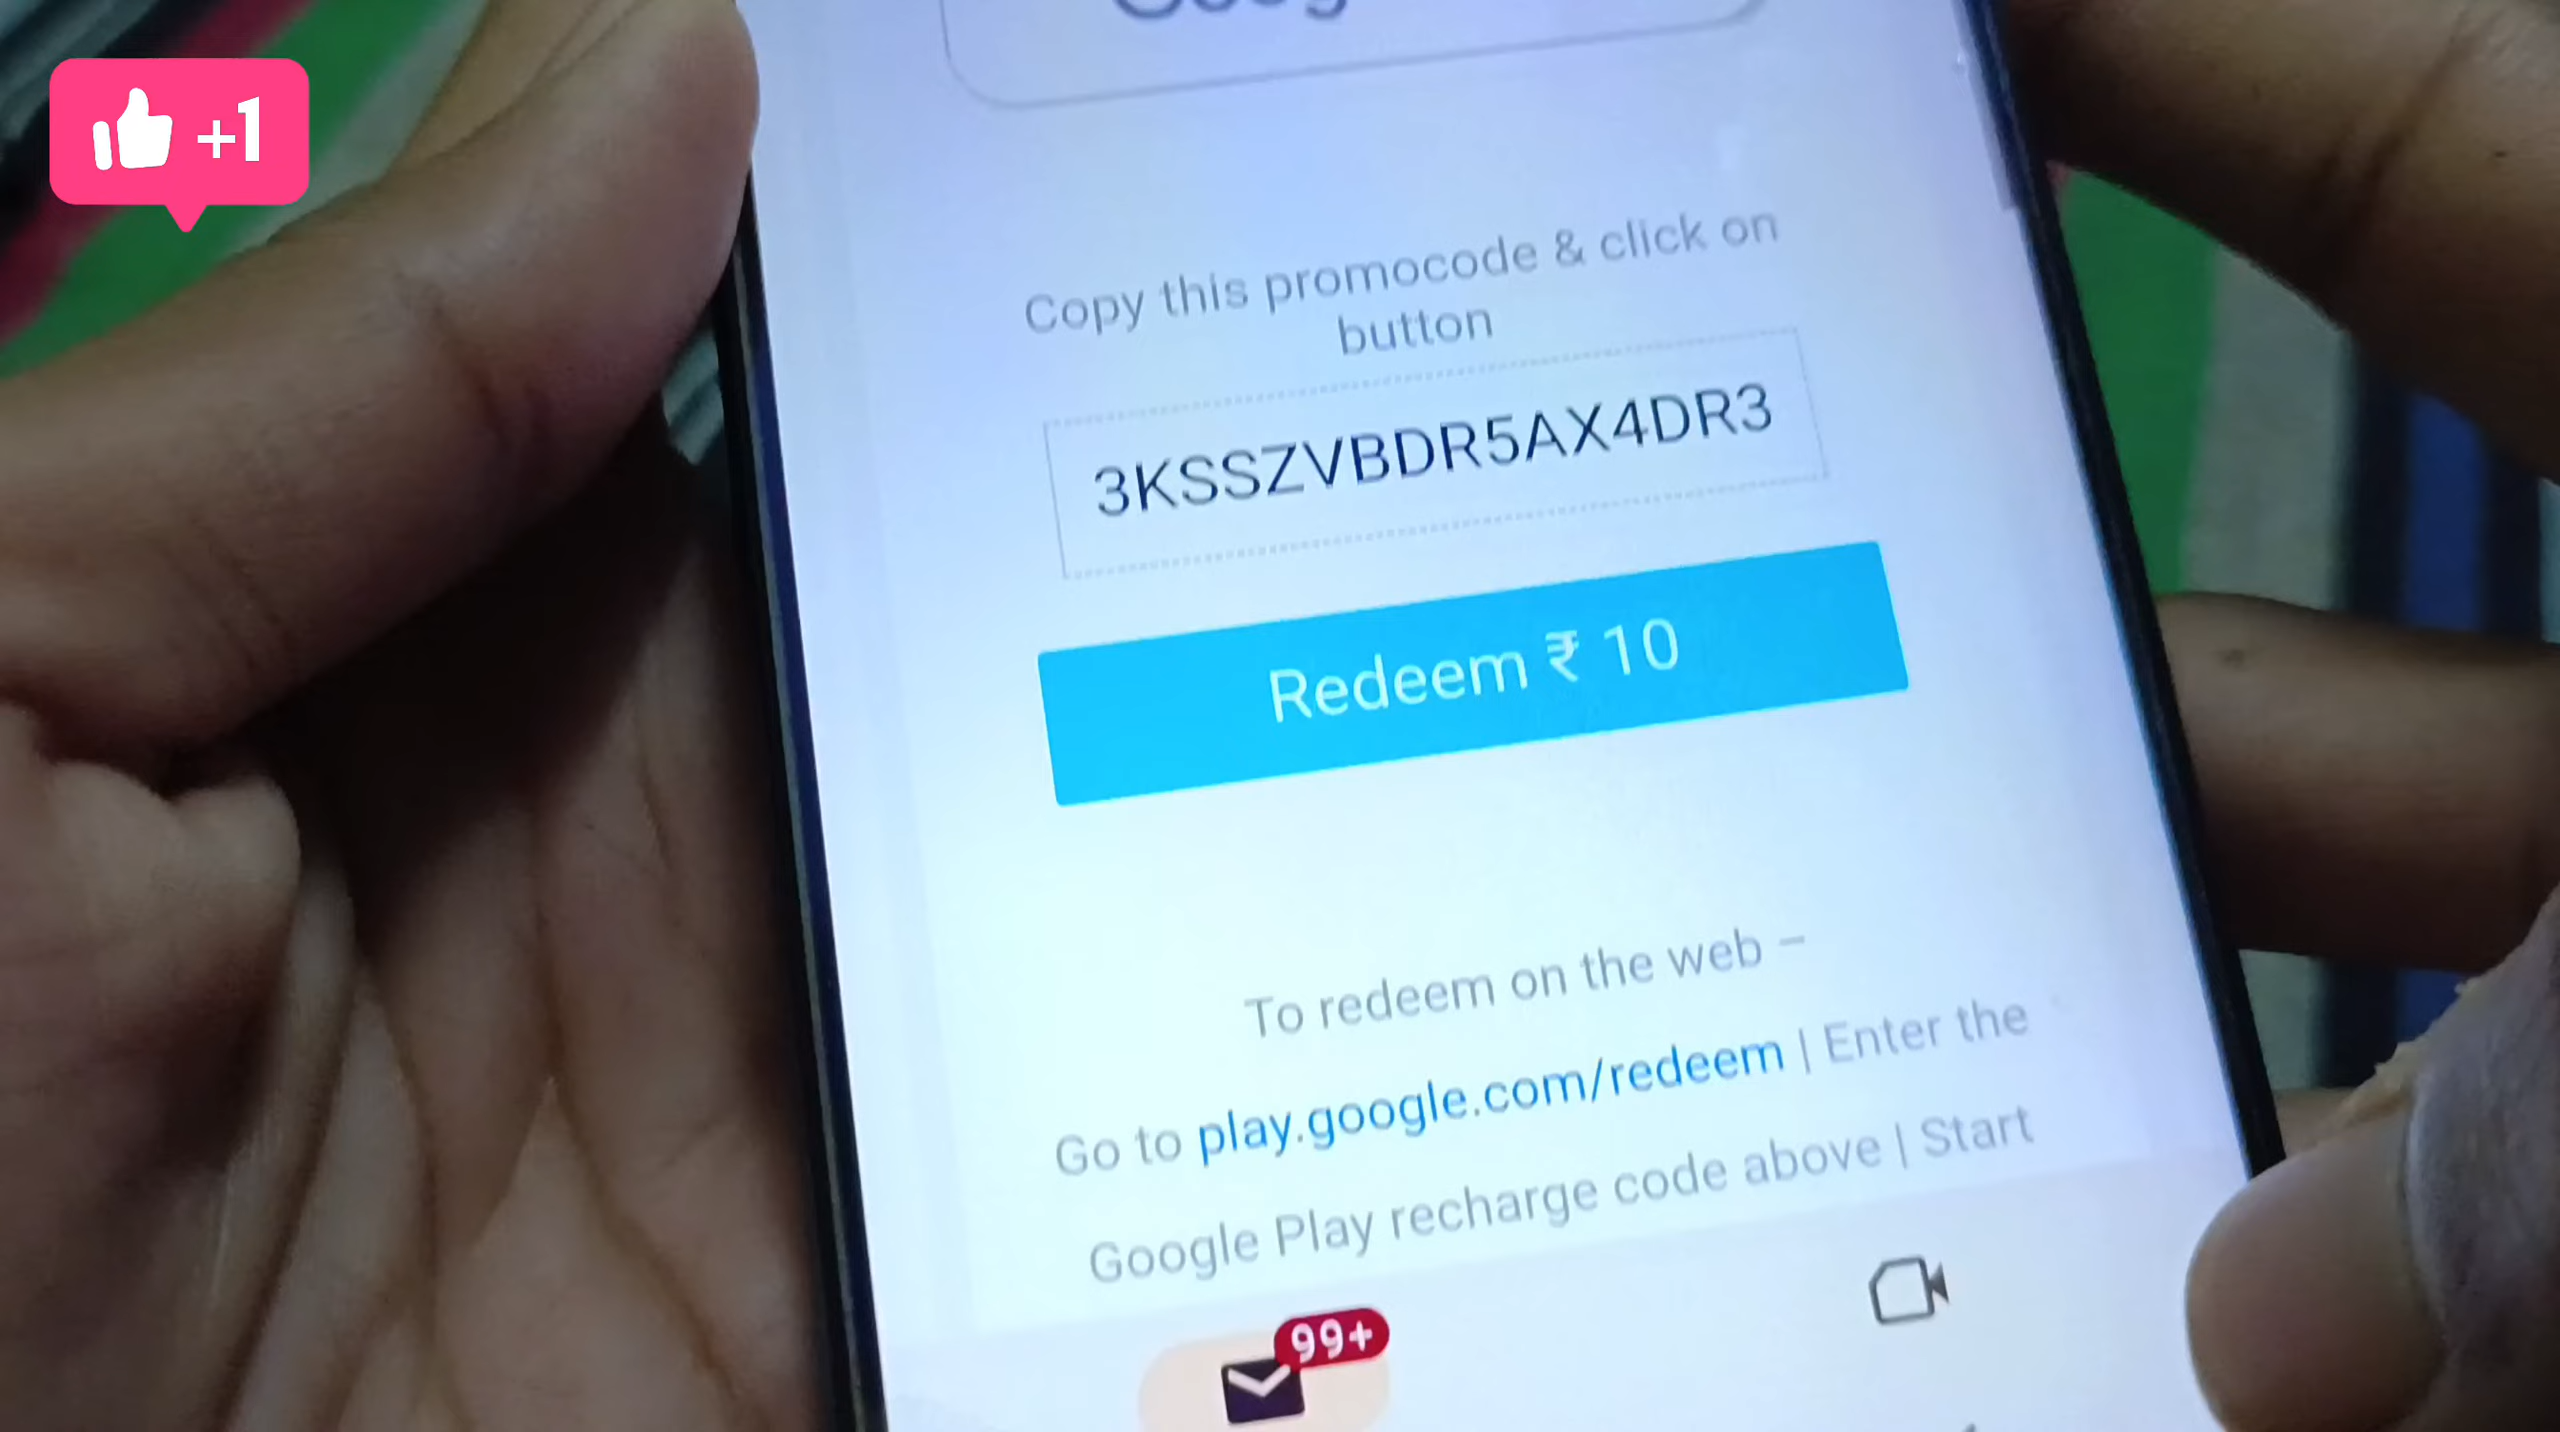 +1
Copy this promocode & click on
button
3KSSZVBDR5AX4DR3
Redeem ₹ 10
To redeem on the web –
Go to play.google.com/redeem | Enter the
Google Play recharge code above | Start
99+